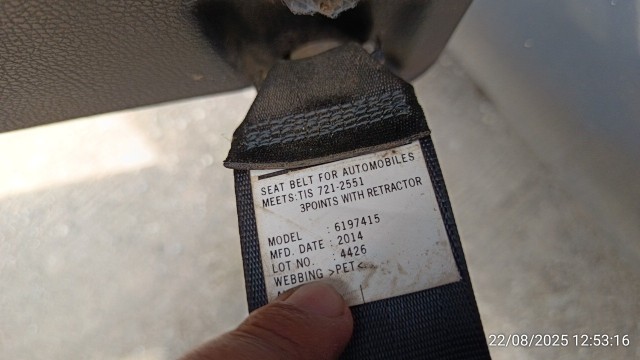 SEAT BELT FOR AUTOMOBILES
MEETS:TIS 721-2551
3POINTS WITH RETRACTOR
MODEL : 6197415
MFD. DATE : 2014
LOT NO. : 4426
WEBBING >PET<
22/08/2025 12:53:16